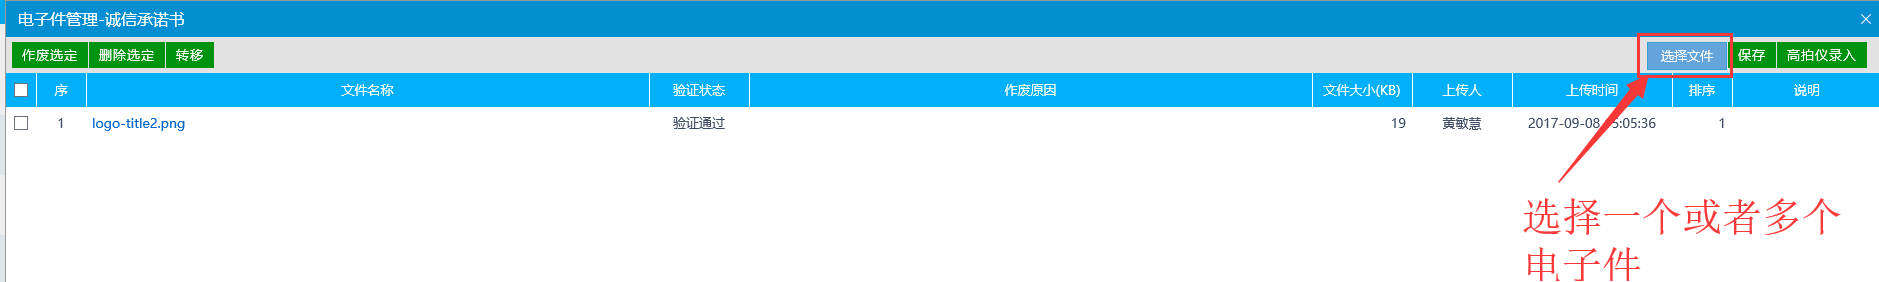 电子件管理-诚信承诺书
作废选定 删除选定 转移 选择文件 保存 高拍仪录入
序 文件名称 验证状态 作废原因 文件大小(KB) 上传人 上传时间 排序 说明
1 logo-title2.png 验证通过 19 黄敏慧 2017-09-08 5:05:36 1
选择一个或者多个
电子件